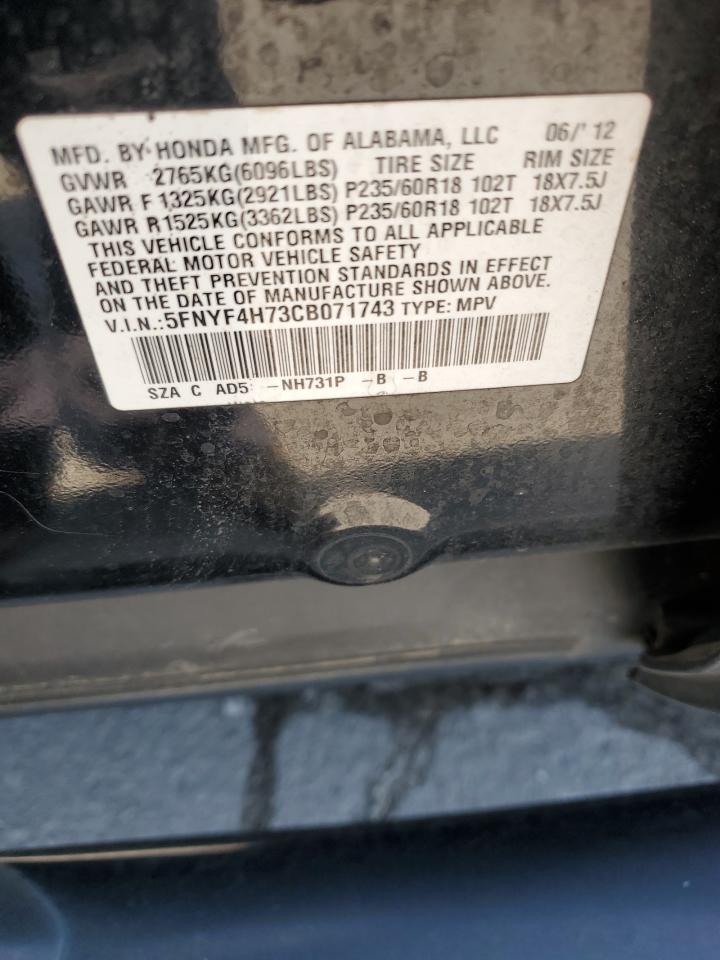 MFD. BY HONDA MFG. OF ALABAMA, LLC 06/'12
GVWR 2765KG(6096LBS) TIRE SIZE RIM SIZE
GAWR F 1325KG(2921LBS) P235/60R18 102T 18X7.5J
GAWR R1525KG(3362LBS) P235/60R18 102T 18X7.5J
THIS VEHICLE CONFORMS TO ALL APPLICABLE
FEDERAL MOTOR VEHICLE SAFETY
AND THEFT PREVENTION STANDARDS IN EFFECT
ON THE DATE OF MANUFACTURE SHOWN ABOVE.
V.I.N.:5FNYF4H73CB071743 TYPE: MPV
SZA C AD5 -NH731P -B -B